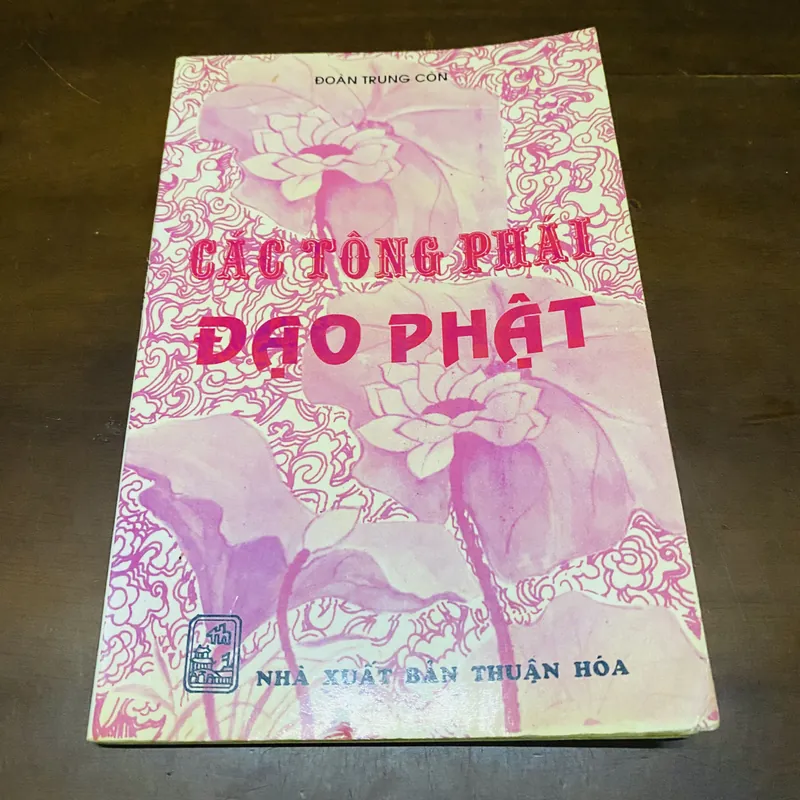 ĐOÀN TRUNG CÒN
CÁC TÔNG PHÁI
ĐẠO PHẬT
NHÀ XUẤT BẢN THUẬN HÓA